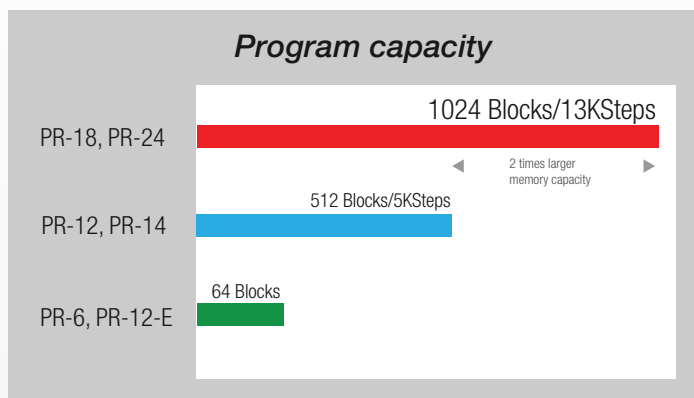 Program capacity
1024 Blocks/13KSteps
PR-18, PR-24
2 times larger
memory capacity
512 Blocks/5KSteps
PR-12, PR-14
64 Blocks
PR-6, PR-12-E